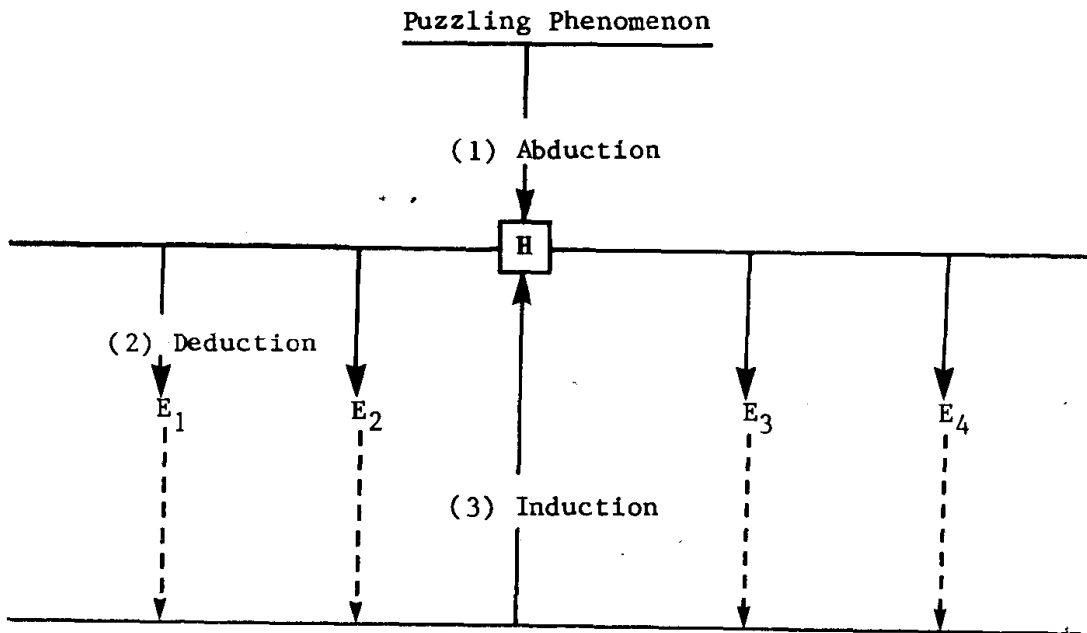 Puzzling Phenomenon
(1) Abduction
H
(2) Deduction
E₁ E₂ E₃ E₄
(3) Induction